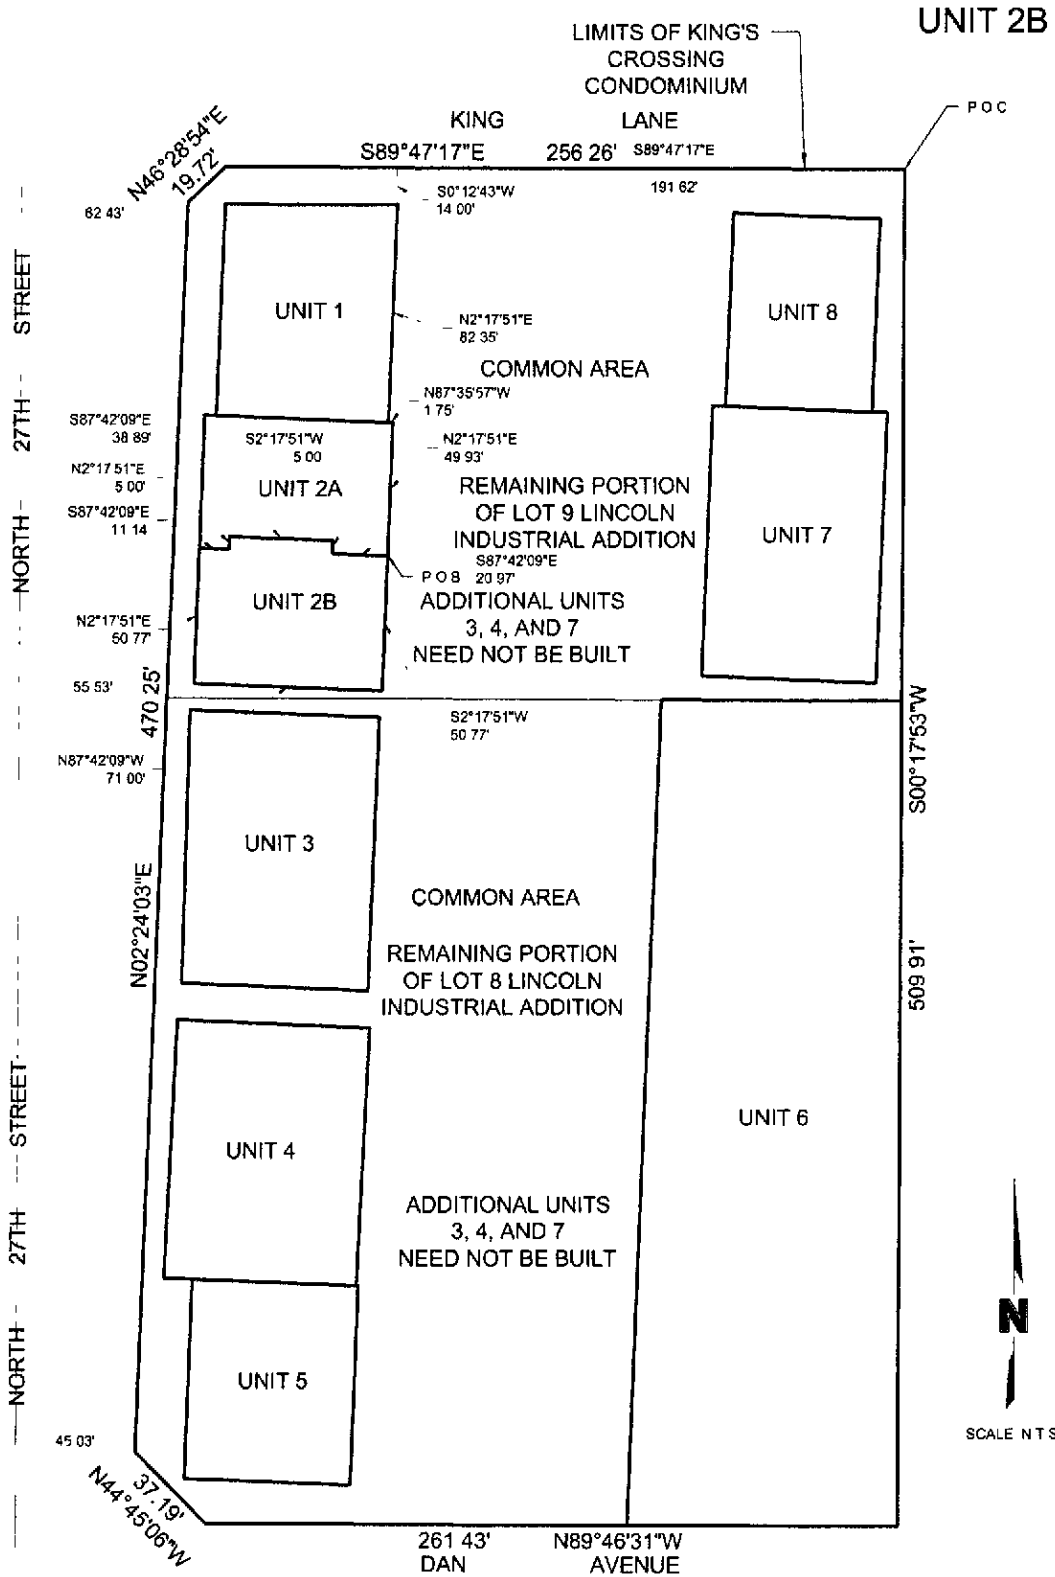 UNIT 2B
LIMITS OF KING'S
CROSSING
CONDOMINIUM
POC
KING LANE
S89°47'17"E 256 26' S89°47'17"E
N46°28'54"E
19.72'
191 62'
S0°12'43"W
14 00'
62 43'
NORTH 27TH STREET
UNIT 1
UNIT 8
N2°17'51"E
82 35'
COMMON AREA
N87°35'57"W
1 75'
S87°42'09"E
38 89'
S2°17'51"W
5 00
N2°17'51"E
49 93'
N2°17 51"E
5 00'
UNIT 2A
S87°42'09"E
11 14
REMAINING PORTION
OF LOT 9 LINCOLN
INDUSTRIAL ADDITION
UNIT 7
S87°42'09"E
20 97'
POB
UNIT 2B
ADDITIONAL UNITS
3, 4, AND 7
NEED NOT BE BUILT
N2°17'51"E
50 77'
55 53'
470 25'
S2°17'51"W
50 77'
N87°42'09"W
71 00'
S00°17'53"W
UNIT 3
N02°24'03"E
COMMON AREA
REMAINING PORTION
OF LOT 8 LINCOLN
INDUSTRIAL ADDITION
509 91'
NORTH 27TH STREET
UNIT 4
UNIT 6
ADDITIONAL UNITS
3, 4, AND 7
NEED NOT BE BUILT
UNIT 5
N
SCALE N T S
45 03'
37.19'
N44°45'06"W
261 43' N89°46'31"W
DAN AVENUE